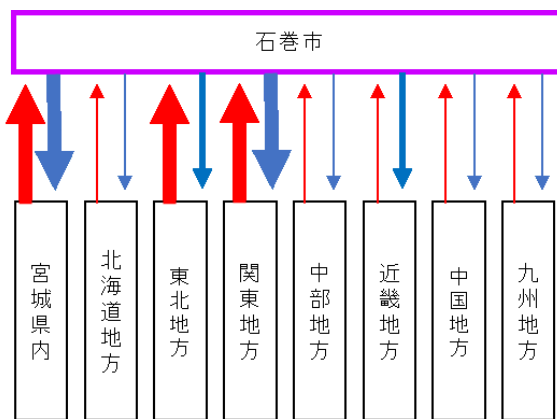 石巻市
宮城県内
北海道地方
東北地方
関東地方
中部地方
近畿地方
中国地方
九州地方